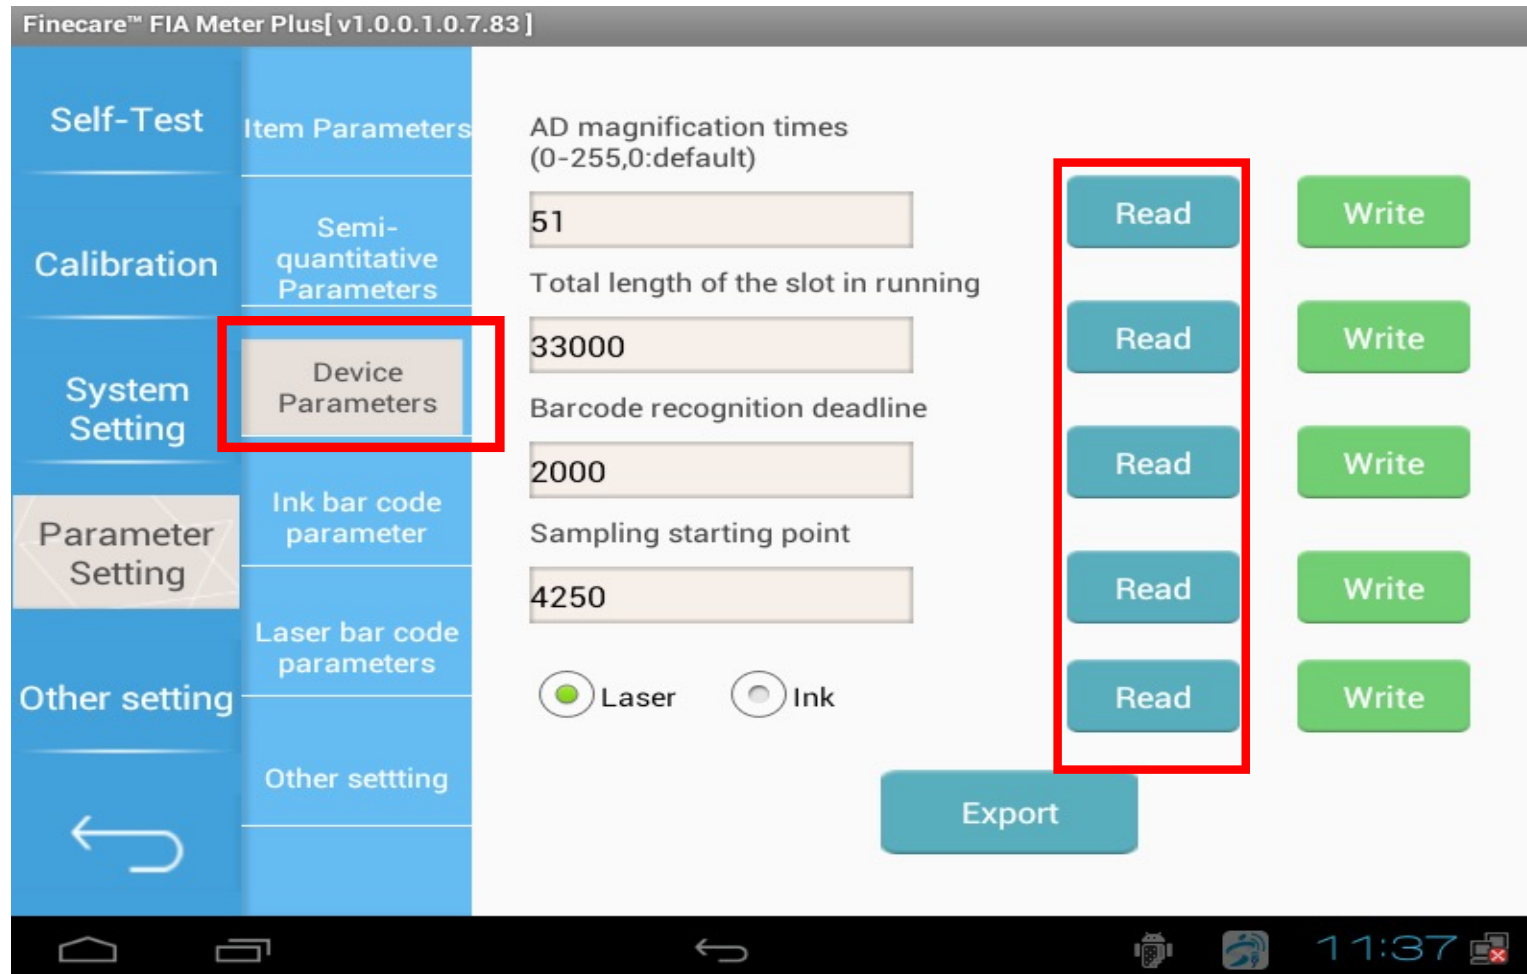 Finecare™ FIA Meter Plus[ v1.0.0.1.0.7.83 ]
Self-Test
Calibration
System
Setting
Parameter
Setting
Other setting
Item Parameters
Semi-
quantitative
Parameters
Device
Parameters
Ink bar code
parameter
Laser bar code
parameters
Other settting
AD magnification times
(0-255,0:default)
51
Read
Write
Total length of the slot in running
33000
Read
Write
Barcode recognition deadline
2000
Read
Write
Sampling starting point
4250
Read
Write
Laser
Ink
Read
Write
Export
11:37